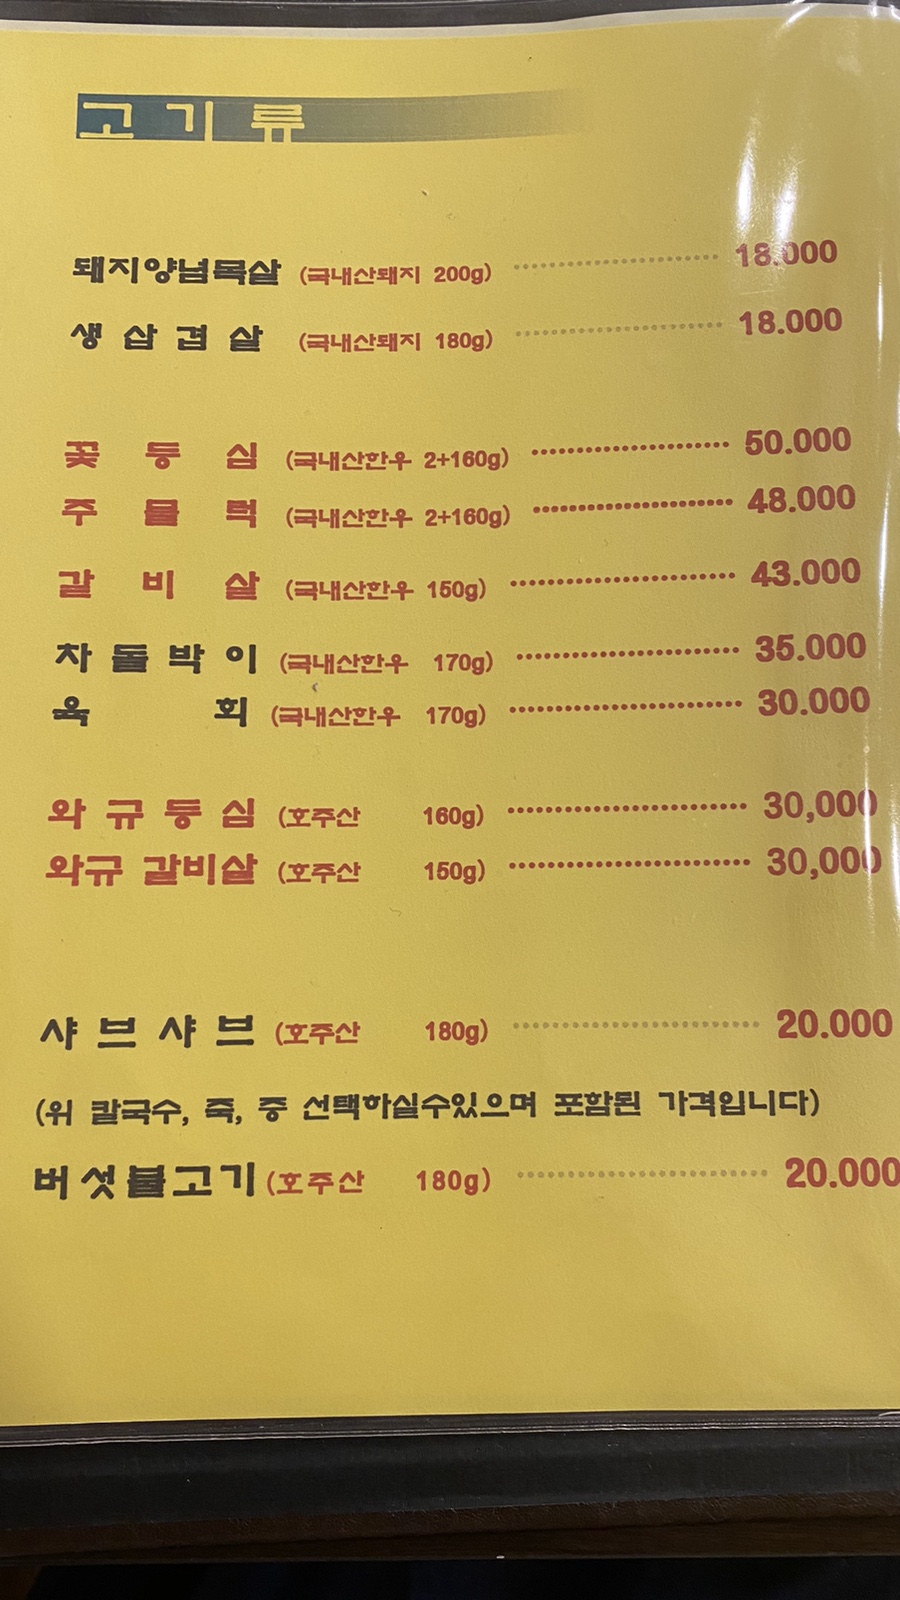 고기류
돼지양념목살 (국내산돼지 200g) 18.000
생삼겹살 (국내산돼지 180g) 18.000
꽃등심 (국내산한우 2+160g) 50.000
주물럭 (국내산한우 2+160g) 48.000
갈비살 (국내산한우 150g) 43.000
차돌박이 (국내산한우 170g) 35.000
육회 (국내산한우 170g) 30.000
와규등심 (호주산 160g) 30,000
와규 갈비살 (호주산 150g) 30,000
샤브샤브 (호주산 180g) 20.000
(위 칼국수, 죽, 중 선택하실수있으며 포함된 가격입니다)
버섯불고기 (호주산 180g) 20.000